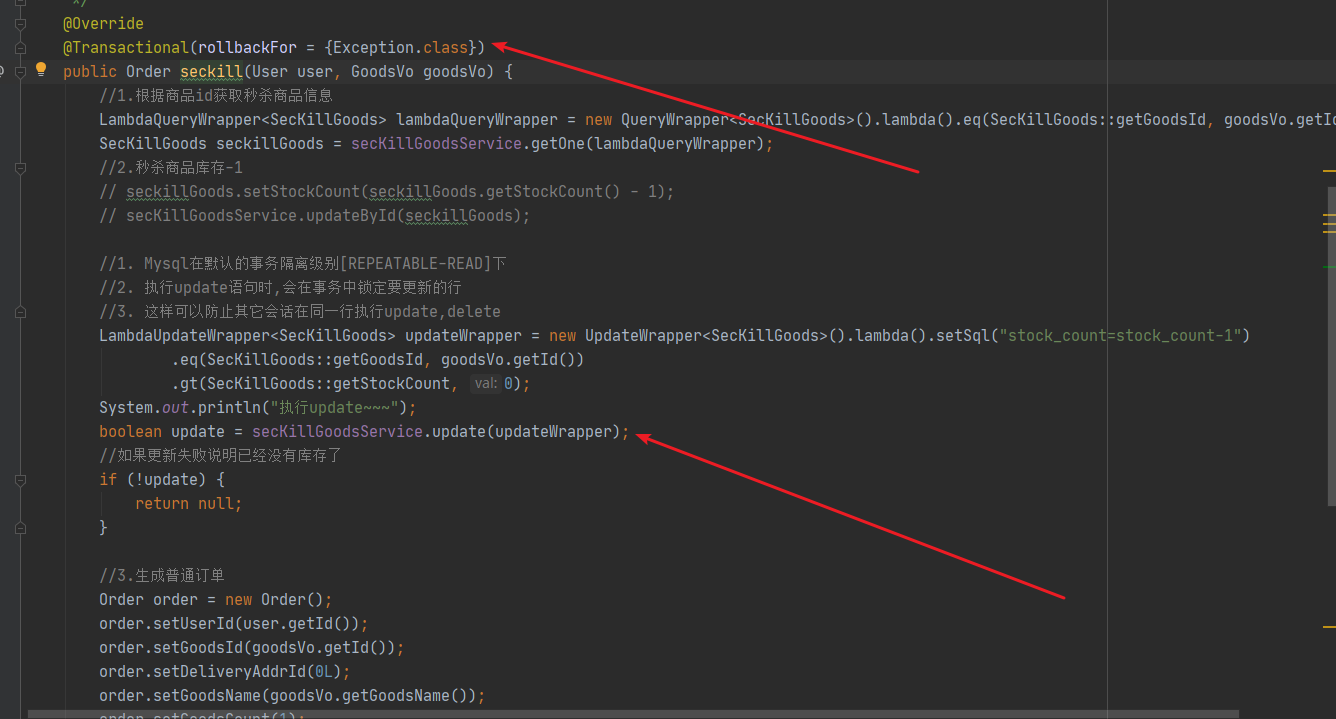 */
@Override
@Transactional(rollbackFor = {Exception.class})
public Order seckill(User user, GoodsVo goodsVo) {
//1.根据商品id获取秒杀商品信息
LambdaQueryWrapper<SecKillGoods> lambdaQueryWrapper = new QueryWrapper<SecKillGoods>().lambda().eq(SecKillGoods::getGoodsId, goodsVo.getId
SecKillGoods seckillGoods = secKillGoodsService.getOne(lambdaQueryWrapper);
//2.秒杀商品库存-1
// seckillGoods.setStockCount(seckillGoods.getStockCount() - 1);
// secKillGoodsService.updateById(seckillGoods);
//1. Mysql在默认的事务隔离级别[REPEATABLE-READ]下
//2. 执行update语句时,会在事务中锁定要更新的行
//3. 这样可以防止其它会话在同一行执行update,delete
LambdaUpdateWrapper<SecKillGoods> updateWrapper = new UpdateWrapper<SecKillGoods>().lambda().setSql("stock_count=stock_count-1")
.eq(SecKillGoods::getGoodsId, goodsVo.getId())
.gt(SecKillGoods::getStockCount, val: 0);
System.out.println("执行update~~~");
boolean update = secKillGoodsService.update(updateWrapper);
//如果更新失败说明已经没有库存了
if (!update) {
return null;
}
//3.生成普通订单
Order order = new Order();
order.setUserId(user.getId());
order.setGoodsId(goodsVo.getId());
order.setDeliveryAddrId(0L);
order.setGoodsName(goodsVo.getGoodsName());
order.setGoodsCount(1);